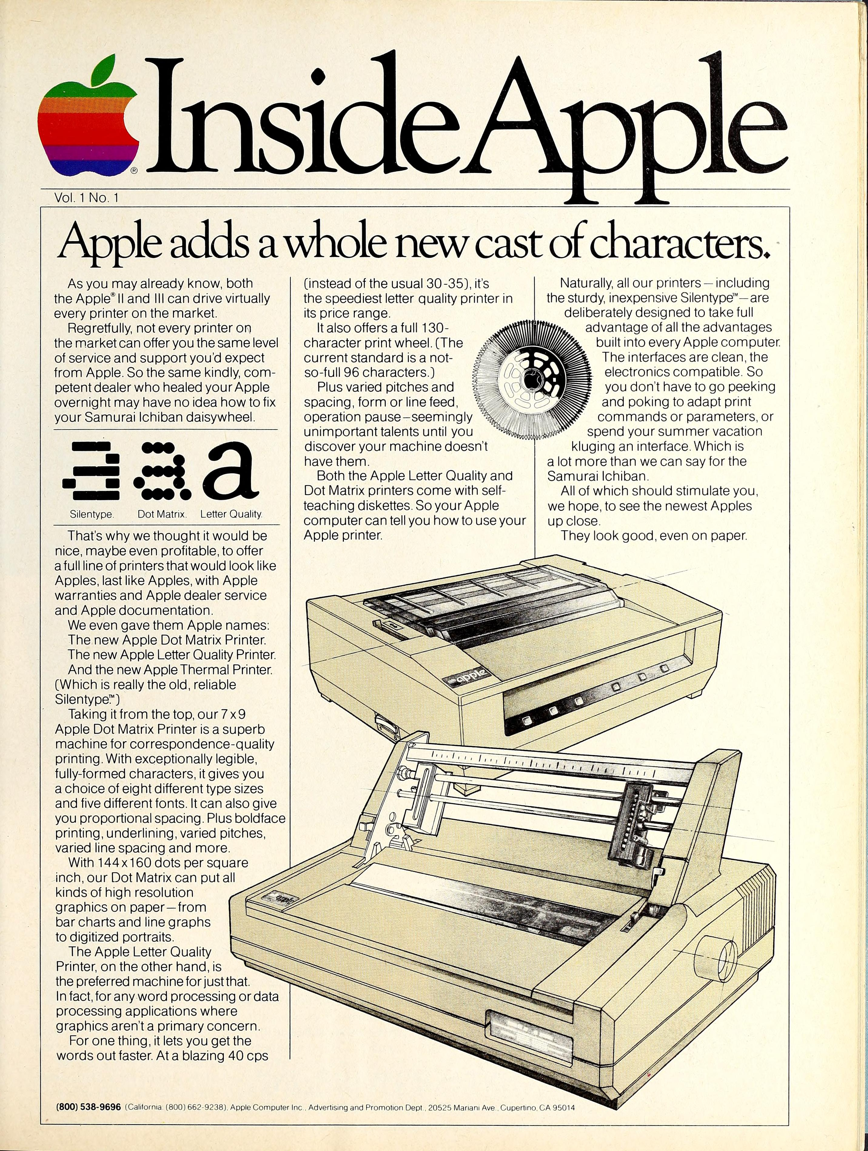 Inside Apple
®
Vol. 1 No. 1
Apple adds a whole new cast of characters.
As you may already know, both
the Apple® II and III can drive virtually
every printer on the market.
Regretfully, not every printer on
the market can offer you the same level
of service and support you'd expect
from Apple. So the same kindly, com-
petent dealer who healed your Apple
overnight may have no idea how to fix
your Samurai Ichiban daisywheel.
a a a
Silentype. Dot Matrix. Letter Quality.
That's why we thought it would be
nice, maybe even profitable, to offer
a full line of printers that would look like
Apples, last like Apples, with Apple
warranties and Apple dealer service
and Apple documentation.
We even gave them Apple names:
The new Apple Dot Matrix Printer.
The new Apple Letter Quality Printer.
And the new Apple Thermal Printer.
(Which is really the old, reliable
Silentype™.)
Taking it from the top, our 7 x 9
Apple Dot Matrix Printer is a superb
machine for correspondence-quality
printing. With exceptionally legible,
fully-formed characters, it gives you
a choice of eight different type sizes
and five different fonts. It can also give
you proportional spacing. Plus boldface
printing, underlining, varied pitches,
varied line spacing and more.
With 144 x 160 dots per square
inch, our Dot Matrix can put all
kinds of high resolution
graphics on paper—from
bar charts and line graphs
to digitized portraits.
The Apple Letter Quality
Printer, on the other hand, is
the preferred machine for just that.
In fact, for any word processing or data
processing applications where
graphics aren't a primary concern.
For one thing, it lets you get the
words out faster. At a blazing 40 cps
(instead of the usual 30-35), it's
the speediest letter quality printer in
its price range.
It also offers a full 130-
character print wheel. (The
current standard is a not-
so-full 96 characters.)
Plus varied pitches and
spacing, form or line feed,
operation pause—seemingly
unimportant talents until you
discover your machine doesn't
have them.
Both the Apple Letter Quality and
Dot Matrix printers come with self-
teaching diskettes. So your Apple
computer can tell you how to use your
Apple printer.
Naturally, all our printers—including
the sturdy, inexpensive Silentype™—are
deliberately designed to take full
advantage of all the advantages
built into every Apple computer.
The interfaces are clean, the
electronics compatible. So
you don't have to go peeking
and poking to adapt print
commands or parameters, or
spend your summer vacation
kluging an interface. Which is
a lot more than we can say for the
Samurai Ichiban.
All of which should stimulate you,
we hope, to see the newest Apples
up close.
They look good, even on paper.
apple
apple
(800) 538-9696 (California: (800) 662-9238). Apple Computer Inc., Advertising and Promotion Dept., 20525 Mariani Ave., Cupertino, CA 95014